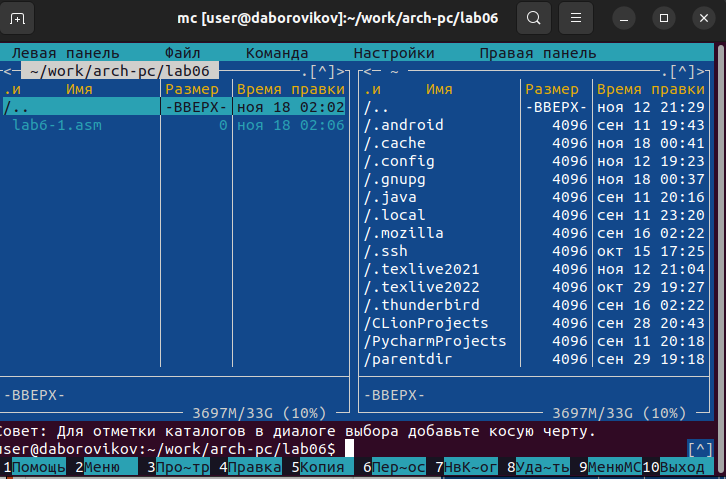 mc [user@daborovikov]:~/work/arch-pc/lab06
Левая панель Файл Команда Настройки Правая панель
<─ ~/work/arch-pc/lab06 ─.[^]> <─ ~ ─.[^]>
.и Имя Размер Время правки .и Имя Размер Время правки
/.. -ВВЕРХ- ноя 18 02:02 /.. -ВВЕРХ- ноя 12 21:29
lab6-1.asm 0 ноя 18 02:06 /.android 4096 сен 11 19:43
/.cache 4096 ноя 18 00:41
/.config 4096 ноя 12 19:23
/.gnupg 4096 ноя 18 00:37
/.java 4096 сен 11 20:16
/.local 4096 сен 11 23:20
/.mozilla 4096 сен 16 02:22
/.ssh 4096 окт 15 17:25
/.texlive2021 4096 ноя 12 21:04
/.texlive2022 4096 окт 29 19:27
/.thunderbird 4096 сен 16 02:22
/CLionProjects 4096 сен 28 20:43
/PycharmProjects 4096 сен 11 20:18
/parentdir 4096 сен 29 19:18
-ВВЕРХ- -ВВЕРХ-
3697M/33G (10%) 3697M/33G (10%)
Совет: Для отметки каталогов в диалоге выбора добавьте косую черту.
user@daborovikov:~/work/arch-pc/lab06$ [^]
1Помощь 2Меню 3Про~тр 4Правка 5Копия 6Пер~ос 7НвК~ог 8Уда~ть 9МенюМС 10Выход